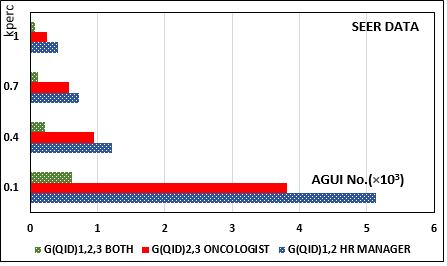 kperc
SEER DATA
1
0.7
0.4
0.1
AGUI No.(×10³)
0 1 2 3 4 5 6
G(QID)1,2,3 BOTH G(QID)2,3 ONCOLOGIST G(QID)1,2 HR MANAGER